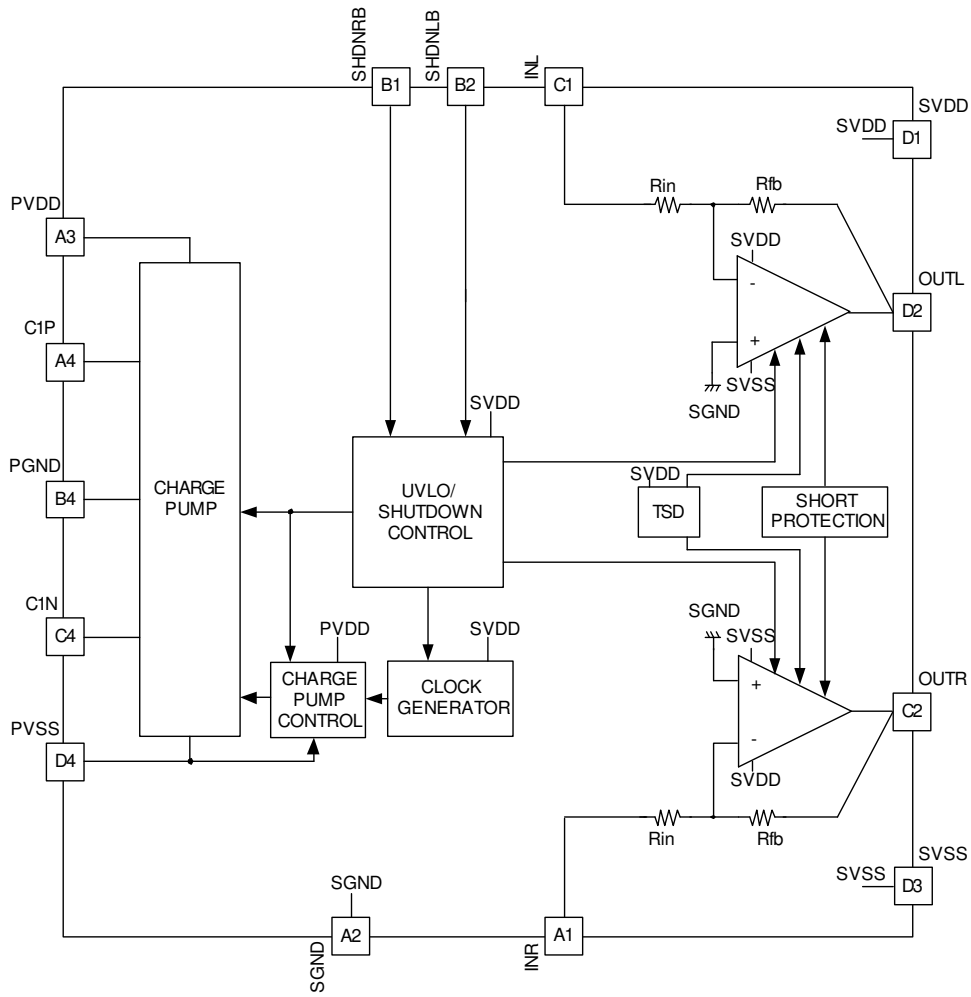 SHDNRB
SHDNLB
INL
B1
B2
C1
SVDD
SVDD
D1
PVDD
A3
Rin
Rfb
SVDD
-
+
SVSS
SGND
OUTL
D2
C1P
A4
SVDD
PGND
B4
CHARGE
PUMP
UVLO/
SHUTDOWN
CONTROL
SVDD
TSD
SHORT
PROTECTION
C1N
C4
PVDD
SVDD
CHARGE
PUMP
CONTROL
CLOCK
GENERATOR
SGND
SVSS
+
-
SVDD
OUTR
C2
PVSS
D4
Rin
Rfb
SVSS
SVSS
D3
SGND
A2
SGND
A1
INR